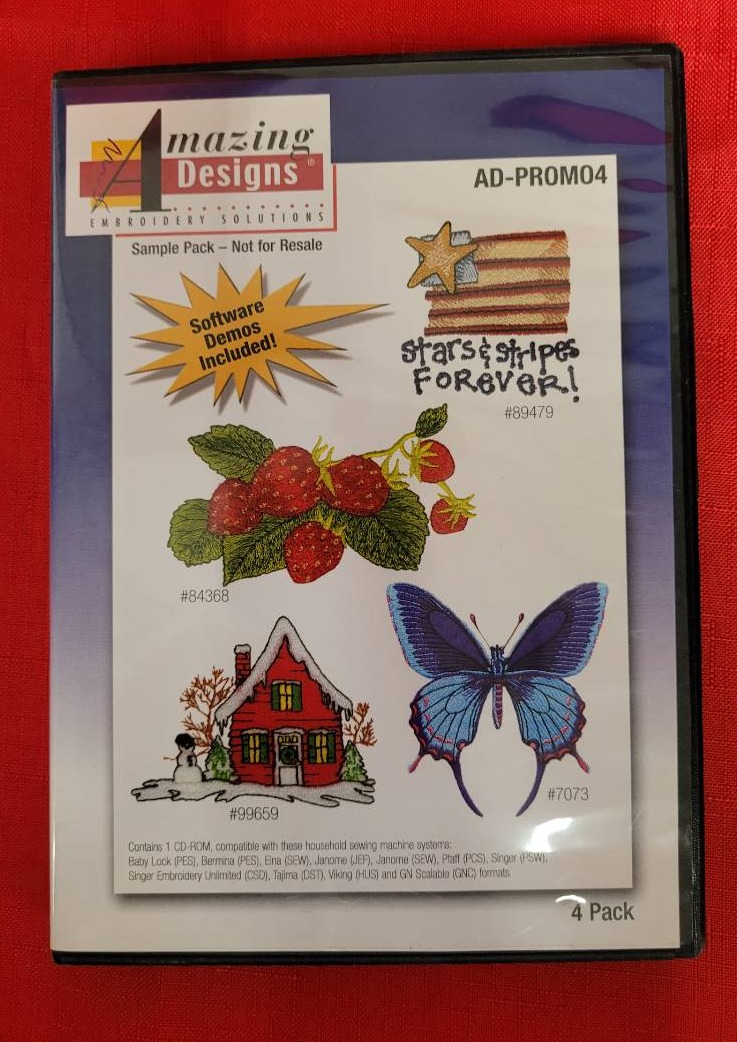 Amazing
Designs®
EMBROIDERY SOLUTIONS
AD-PROMO4
Sample Pack – Not for Resale
Software
Demos
Included!
stars & stripes
FOREVER!
#89479
#84368
#99659
#7073
Contains 1 CD-ROM, compatible with these household sewing machine systems:
Baby Lock (PES), Bernina (PES), Elna (SEW), Janome (JEF), Janome (SEW), Pfaff (PCS), Singer (PSW),
Singer Embroidery Unlimited (CSD), Tajima (DST), Viking (HUS) and GN Scalable (GNC) formats.
4 Pack